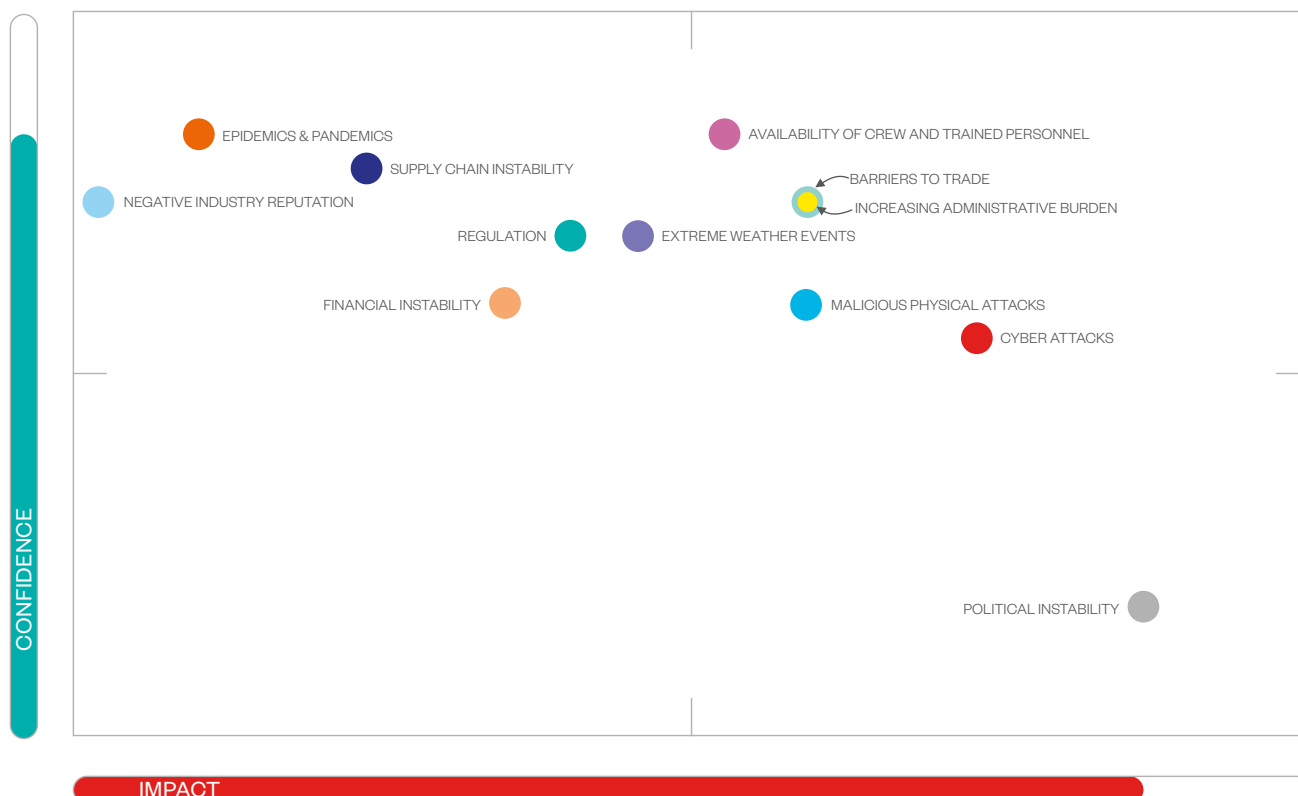 EPIDEMICS & PANDEMICS
AVAILABILITY OF CREW AND TRAINED PERSONNEL
SUPPLY CHAIN INSTABILITY
BARRIERS TO TRADE
NEGATIVE INDUSTRY REPUTATION
INCREASING ADMINISTRATIVE BURDEN
REGULATION
EXTREME WEATHER EVENTS
FINANCIAL INSTABILITY
MALICIOUS PHYSICAL ATTACKS
CYBER ATTACKS
CONFIDENCE
POLITICAL INSTABILITY
IMPACT